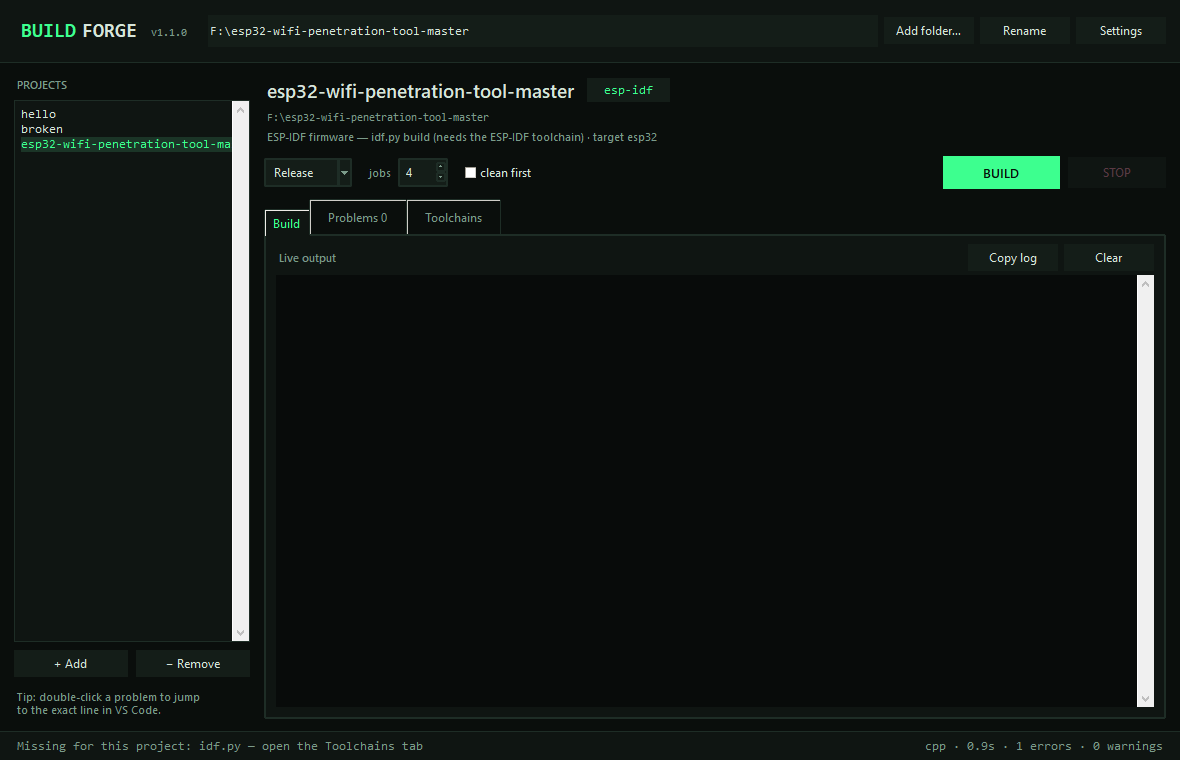 BUILD FORGE v1.1.0 F:\esp32-wifi-penetration-tool-master Add folder... Rename Settings
PROJECTS
hello
broken
esp32-wifi-penetration-tool-ma
+ Add − Remove
Tip: double-click a problem to jump
to the exact line in VS Code.
esp32-wifi-penetration-tool-master esp-idf
F:\esp32-wifi-penetration-tool-master
ESP-IDF firmware — idf.py build (needs the ESP-IDF toolchain) · target esp32
Release jobs 4 clean first BUILD STOP
Build Problems 0 Toolchains
Live output Copy log Clear
Missing for this project: idf.py — open the Toolchains tab cpp · 0.9s · 1 errors · 0 warnings